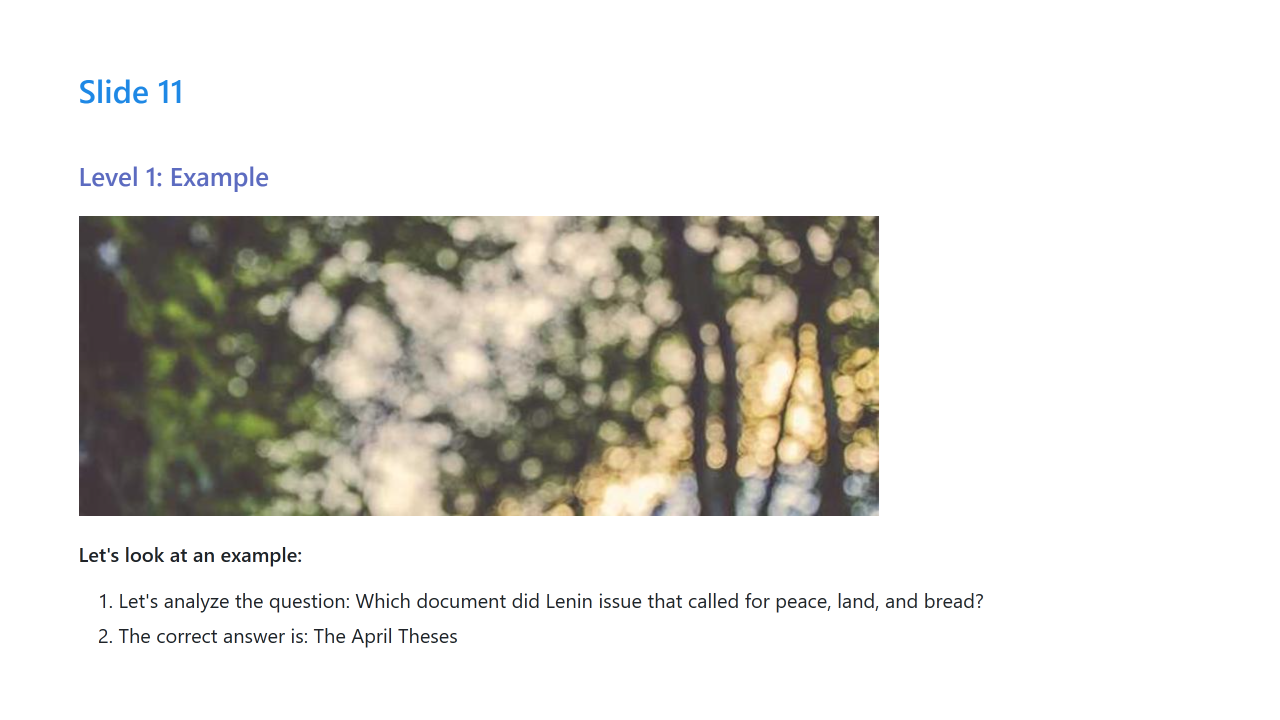 Slide 11
Level 1: Example
Let's look at an example:
1. Let's analyze the question: Which document did Lenin issue that called for peace, land, and bread?
2. The correct answer is: The April Theses